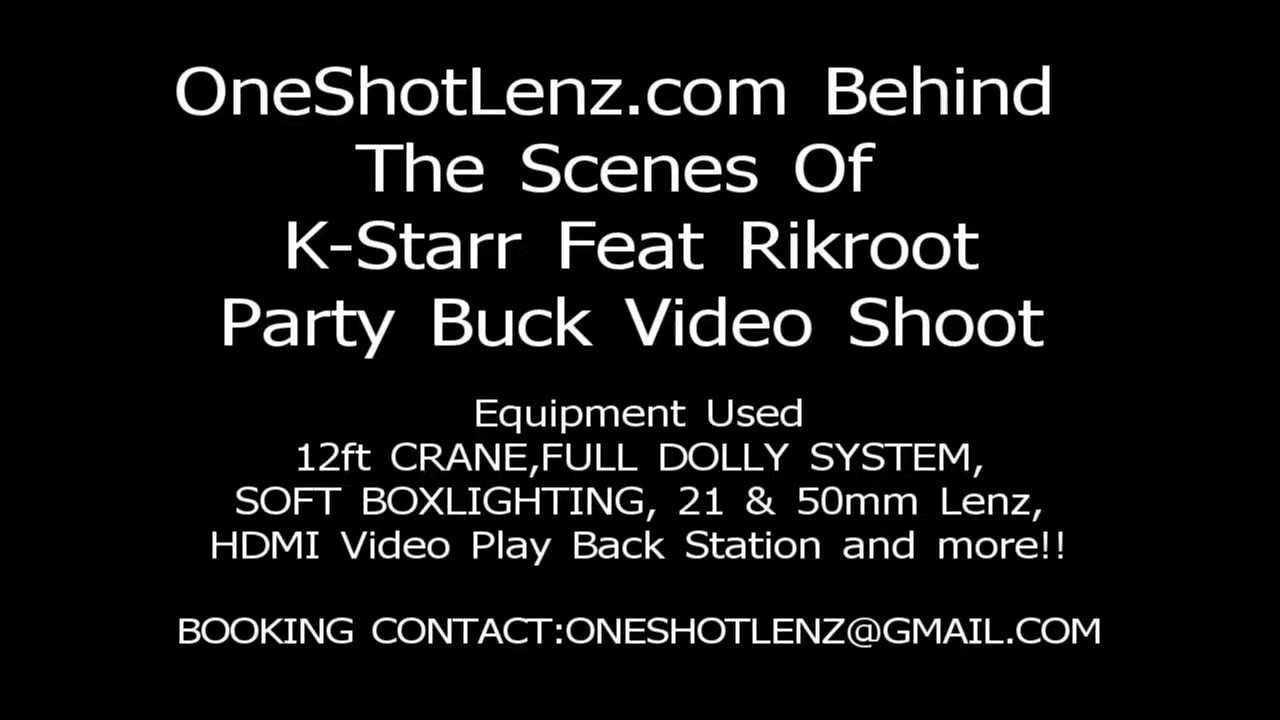 OneShotLenz.com Behind
The Scenes Of
K-Starr Feat Rikroot
Party Buck Video Shoot
Equipment Used
12ft CRANE,FULL DOLLY SYSTEM,
SOFT BOXLIGHTING, 21 & 50mm Lenz,
HDMI Video Play Back Station and more!!
BOOKING CONTACT:ONESHOTLENZ@GMAIL.COM